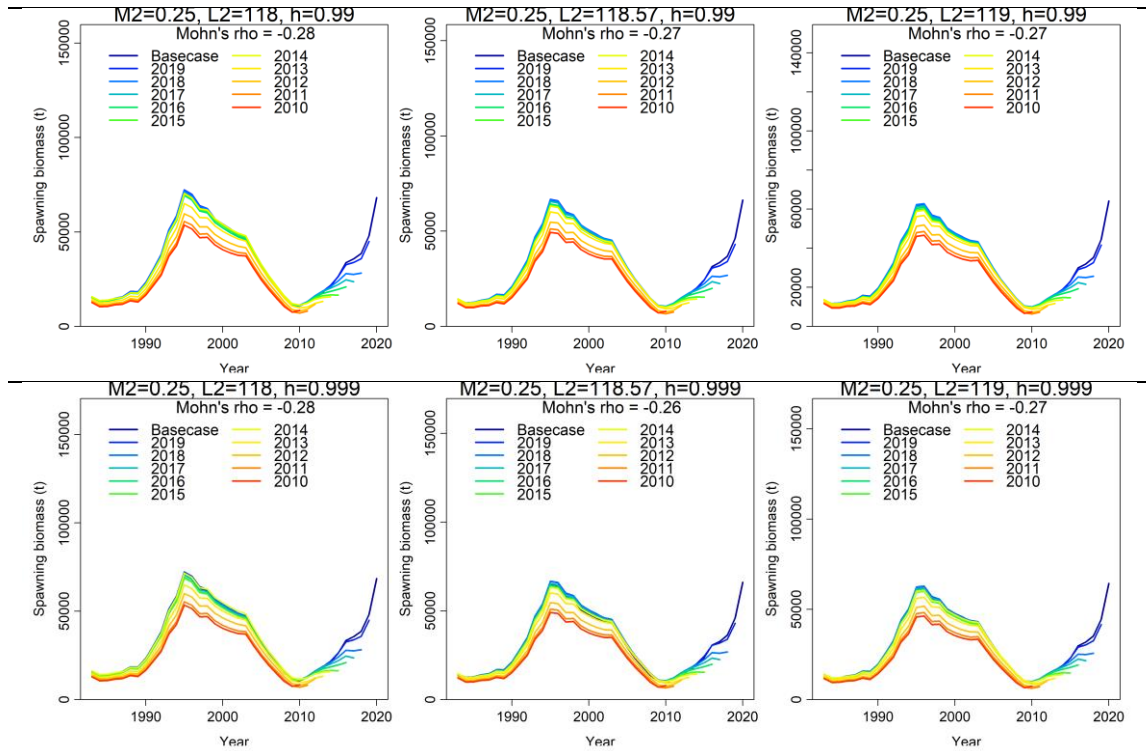 M2=0.25, L2=118, h=0.99
Mohn's rho = -0.28
Basecase 2014
2019 2013
2018 2012
2017 2011
2016 2010
2015
Spawning biomass (t)
150000
100000
50000
0
1990 2000 2010 2020
Year
M2=0.25, L2=118.57, h=0.99
Mohn's rho = -0.27
Basecase 2014
2019 2013
2018 2012
2017 2011
2016 2010
2015
Spawning biomass (t)
150000
100000
50000
0
1990 2000 2010 2020
Year
M2=0.25, L2=119, h=0.99
Mohn's rho = -0.27
Basecase 2014
2019 2013
2018 2012
2017 2011
2016 2010
2015
Spawning biomass (t)
140000
100000
60000
20000
0
1990 2000 2010 2020
Year
M2=0.25, L2=118, h=0.999
Mohn's rho = -0.28
Basecase 2014
2019 2013
2018 2012
2017 2011
2016 2010
2015
Spawning biomass (t)
150000
100000
50000
0
1990 2000 2010 2020
Year
M2=0.25, L2=118.57, h=0.999
Mohn's rho = -0.26
Basecase 2014
2019 2013
2018 2012
2017 2011
2016 2010
2015
Spawning biomass (t)
150000
100000
50000
0
1990 2000 2010 2020
Year
M2=0.25, L2=119, h=0.999
Mohn's rho = -0.27
Basecase 2014
2019 2013
2018 2012
2017 2011
2016 2010
2015
Spawning biomass (t)
150000
100000
50000
0
1990 2000 2010 2020
Year